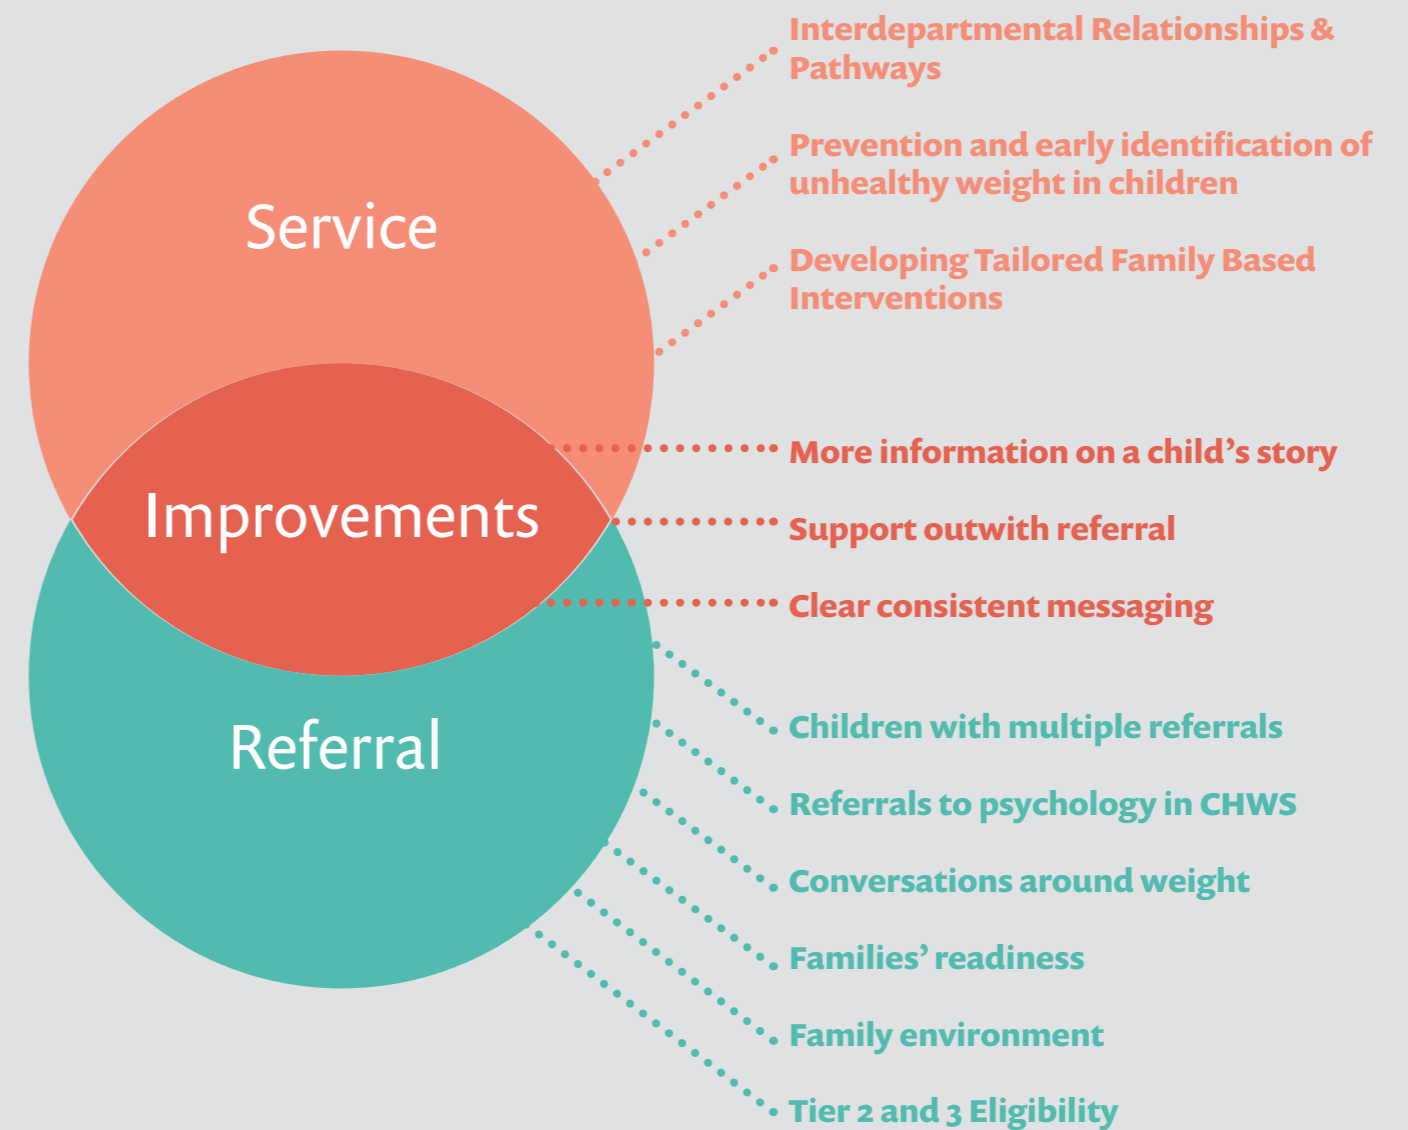 Service
Interdepartmental Relationships &
Pathways
Prevention and early identification of
unhealthy weight in children
Developing Tailored Family Based
Interventions
Improvements
More information on a child’s story
Support outwith referral
Clear consistent messaging
Referral
Children with multiple referrals
Referrals to psychology in CHWS
Conversations around weight
Families’ readiness
Family environment
Tier 2 and 3 Eligibility